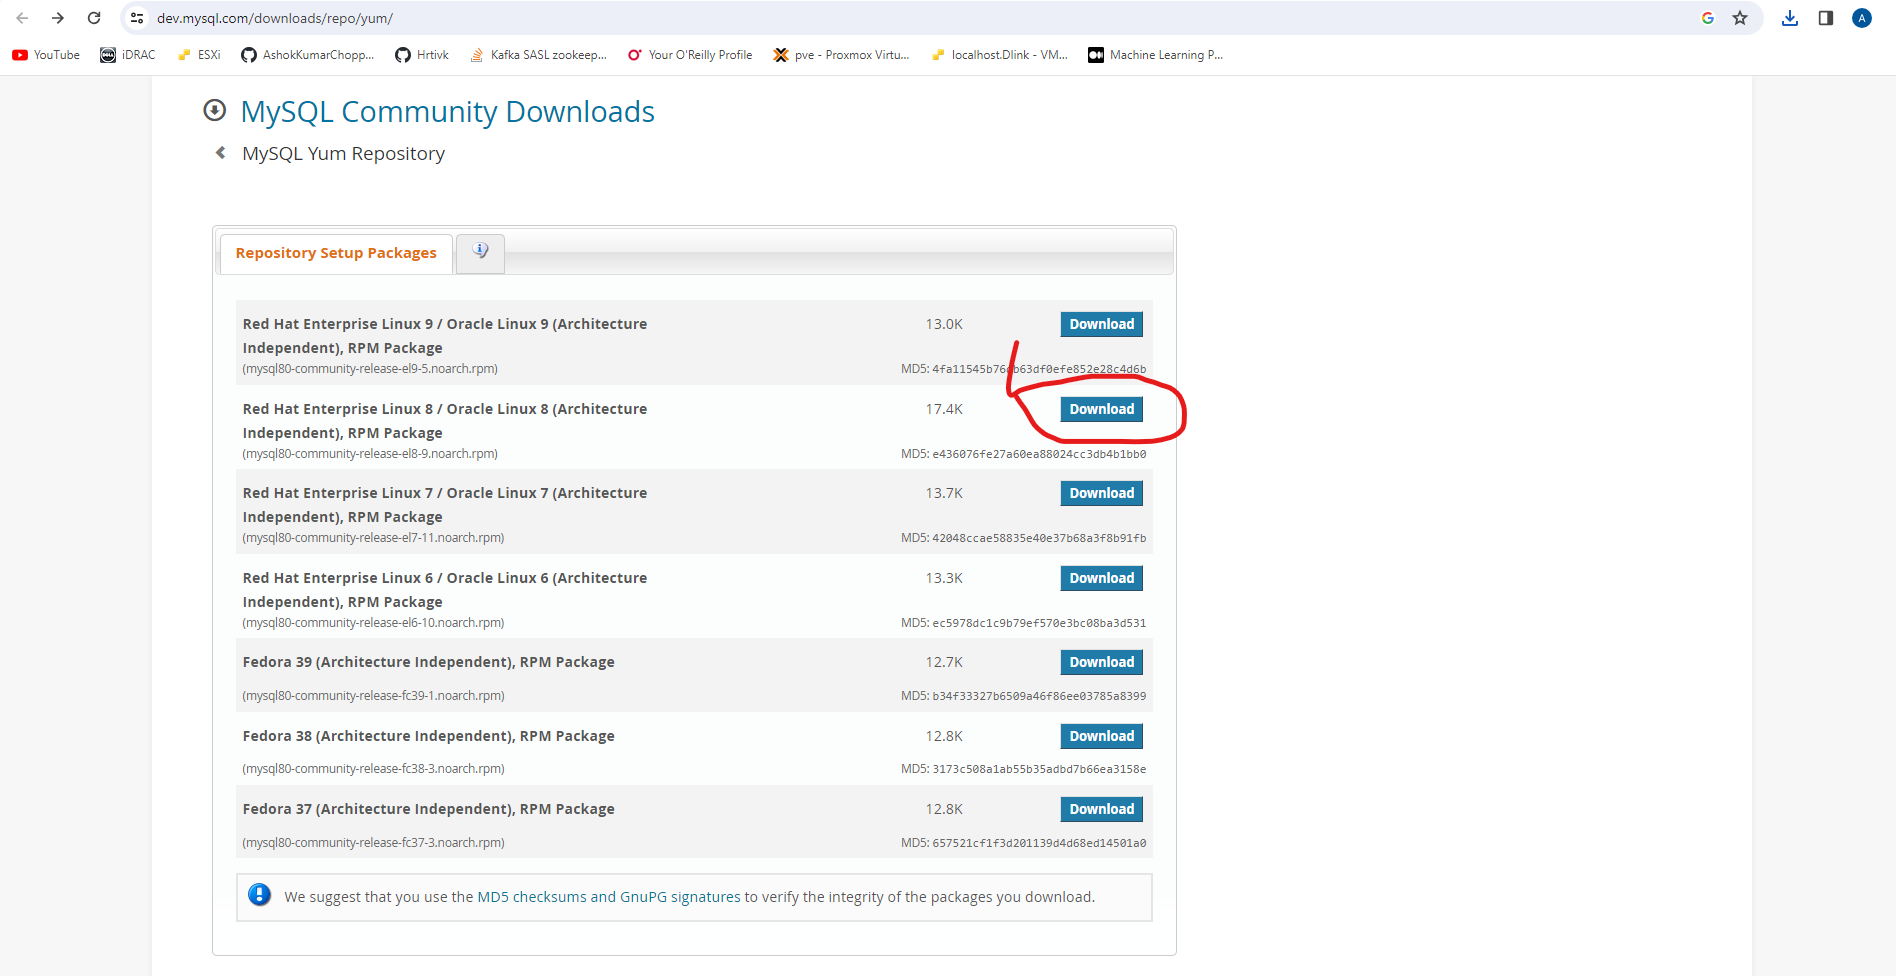 dev.mysql.com/downloads/repo/yum/
A
YouTube iDRAC ESXi AshokKumarChopp... Hrtivk Kafka SASL zookeep... Your O'Reilly Profile pve - Proxmox Virtu... localhost.Dlink - VM... Machine Learning P...
MySQL Community Downloads
MySQL Yum Repository
Repository Setup Packages
Red Hat Enterprise Linux 9 / Oracle Linux 9 (Architecture 13.0K Download
Independent), RPM Package
(mysql80-community-release-el9-5.noarch.rpm) MD5:
Red Hat Enterprise Linux 8 / Oracle Linux 8 (Architecture 17.4K Download
Independent), RPM Package
(mysql80-community-release-el8-9.noarch.rpm) MD5: e436076fe27a60ea88024cc3db4b1bb0
Red Hat Enterprise Linux 7 / Oracle Linux 7 (Architecture 13.7K Download
Independent), RPM Package
(mysql80-community-release-el7-11.noarch.rpm) MD5: 42048ccae58835e40e37b68a3f8b91fb
Red Hat Enterprise Linux 6 / Oracle Linux 6 (Architecture 13.3K Download
Independent), RPM Package
(mysql80-community-release-el6-10.noarch.rpm) MD5: ec5978dc1c9b79ef570e3bc08ba3d531
Fedora 39 (Architecture Independent), RPM Package 12.7K Download
(mysql80-community-release-fc39-1.noarch.rpm) MD5: b34f33327b6509a46f86ee03785a8399
Fedora 38 (Architecture Independent), RPM Package 12.8K Download
(mysql80-community-release-fc38-3.noarch.rpm) MD5: 3173c508a1ab55b35adbd7b66ea3158e
Fedora 37 (Architecture Independent), RPM Package 12.8K Download
(mysql80-community-release-fc37-3.noarch.rpm) MD5: 657521cf1f3d201139d4d68ed14501a0
We suggest that you use the MD5 checksums and GnuPG signatures to verify the integrity of the packages you download.